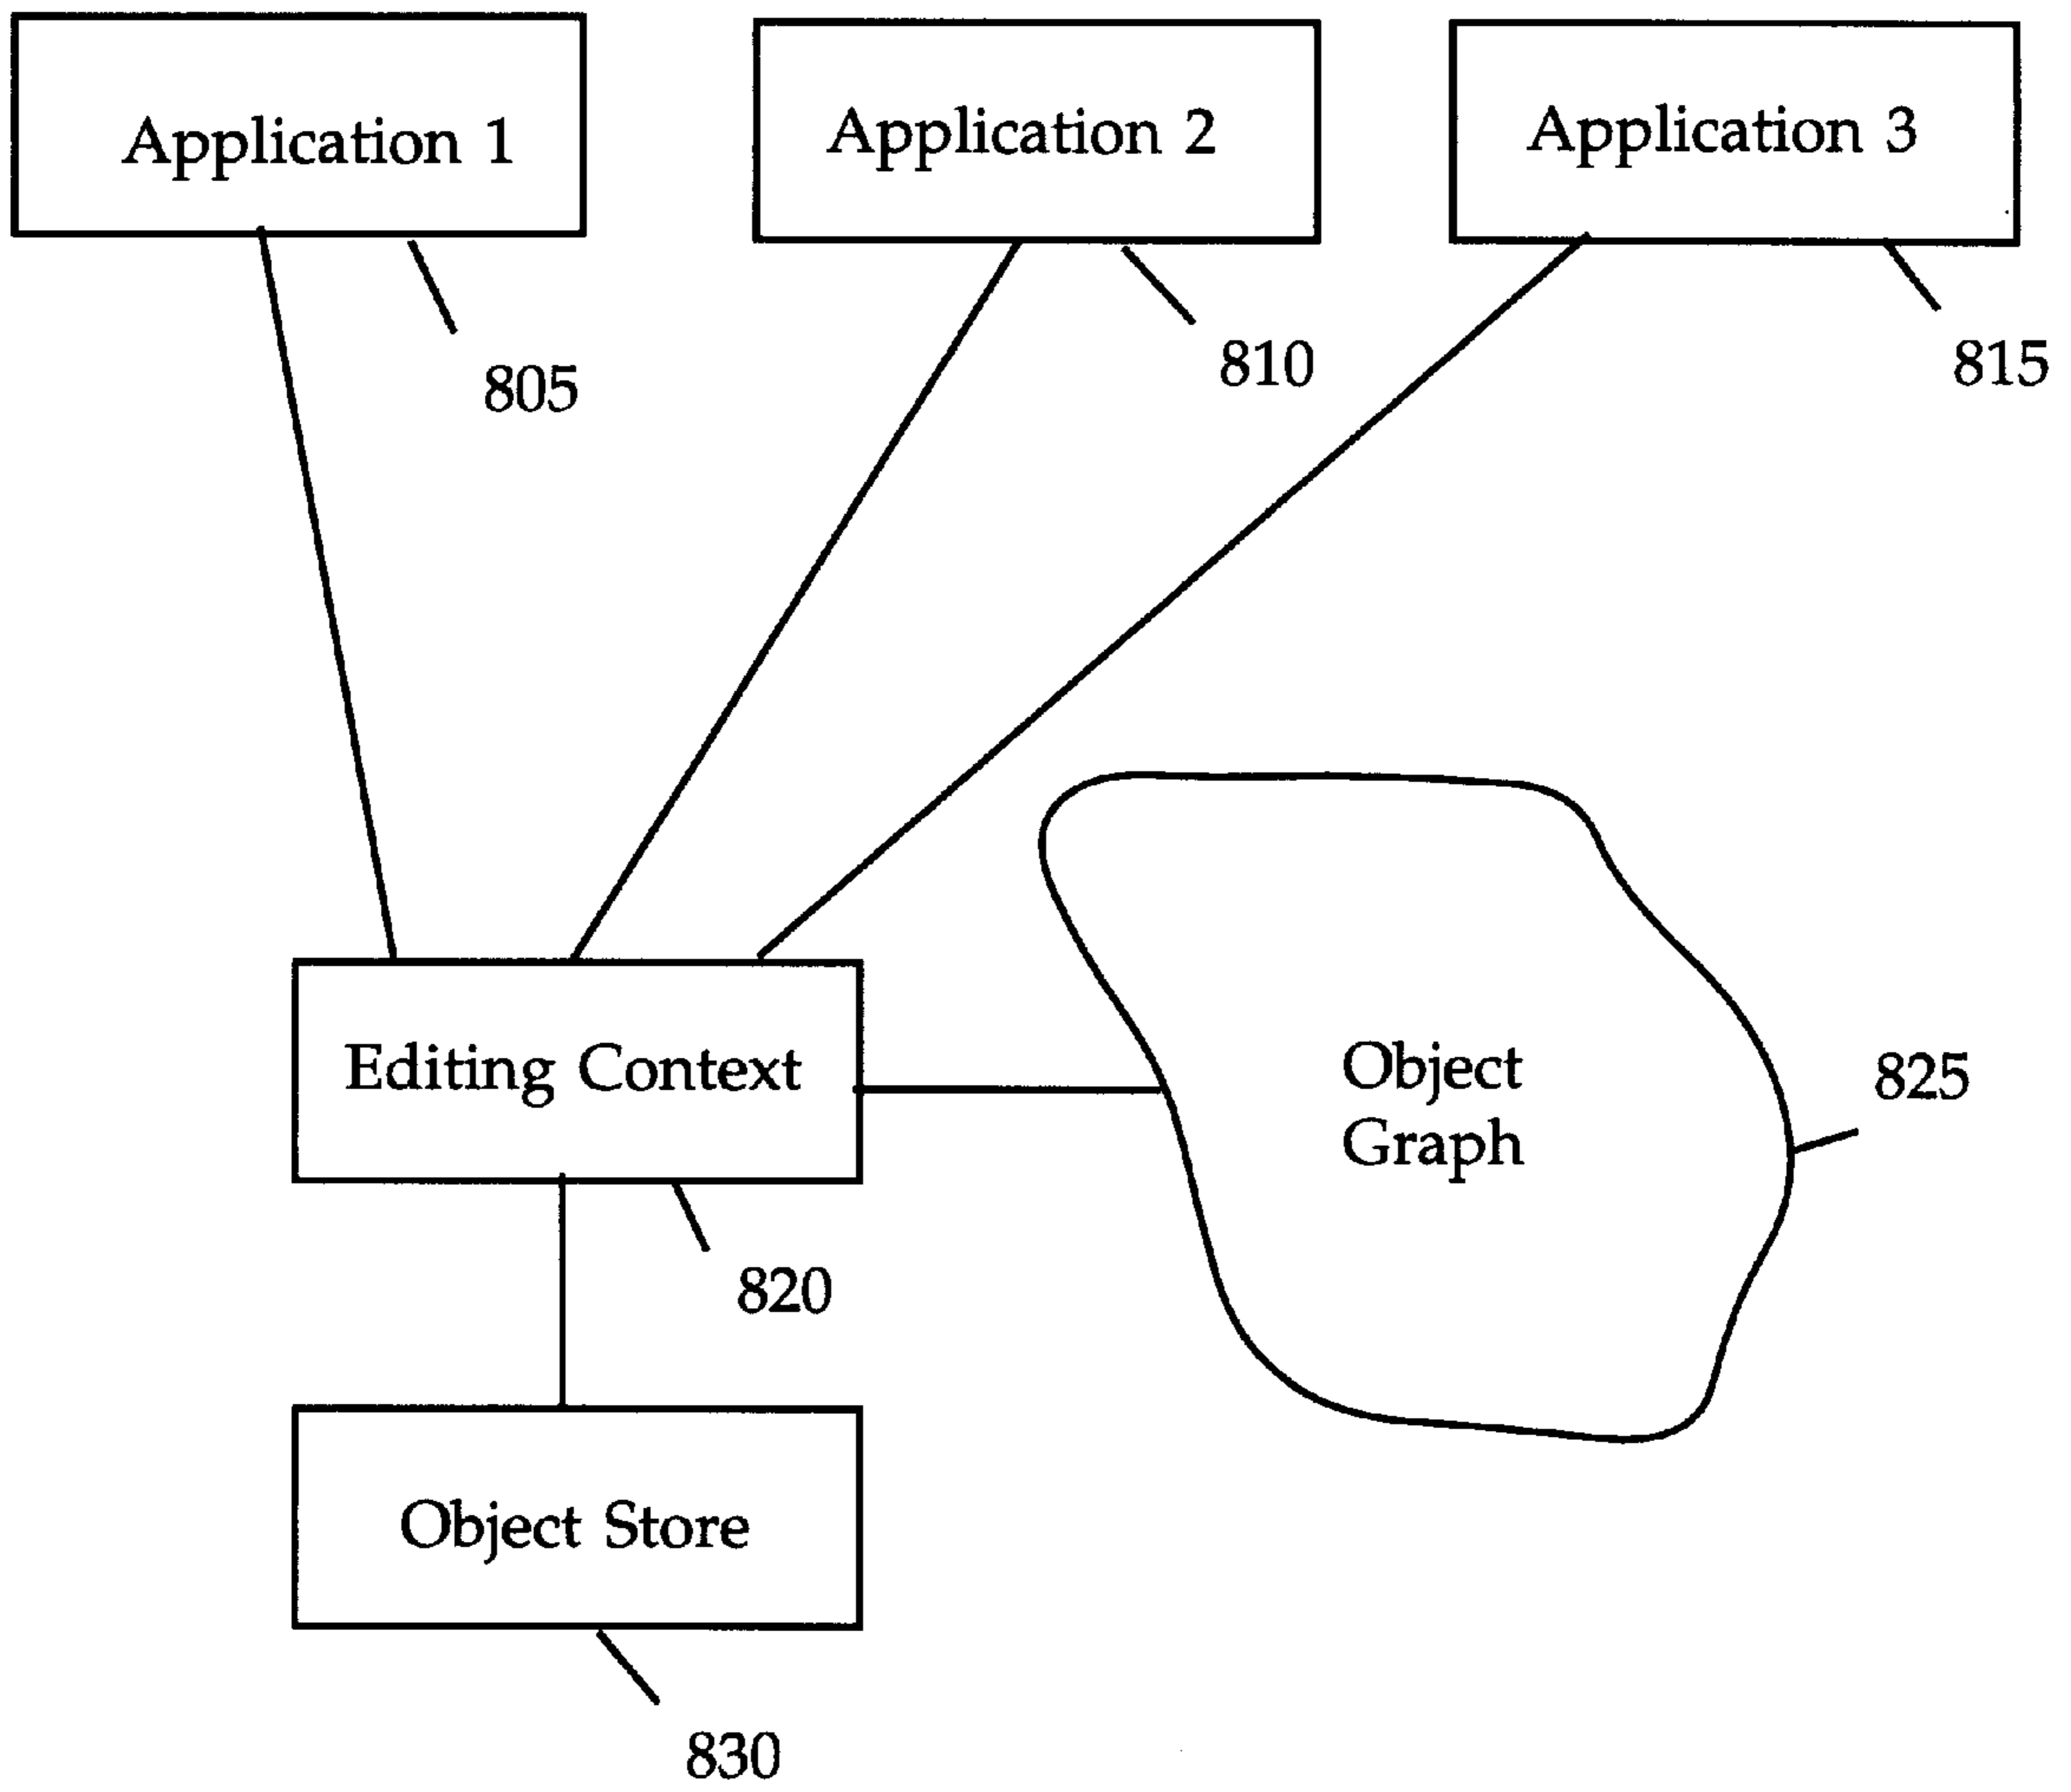 Application 1
Application 2
Application 3
805
810
815
Editing Context
Object
Graph
825
820
Object Store
830